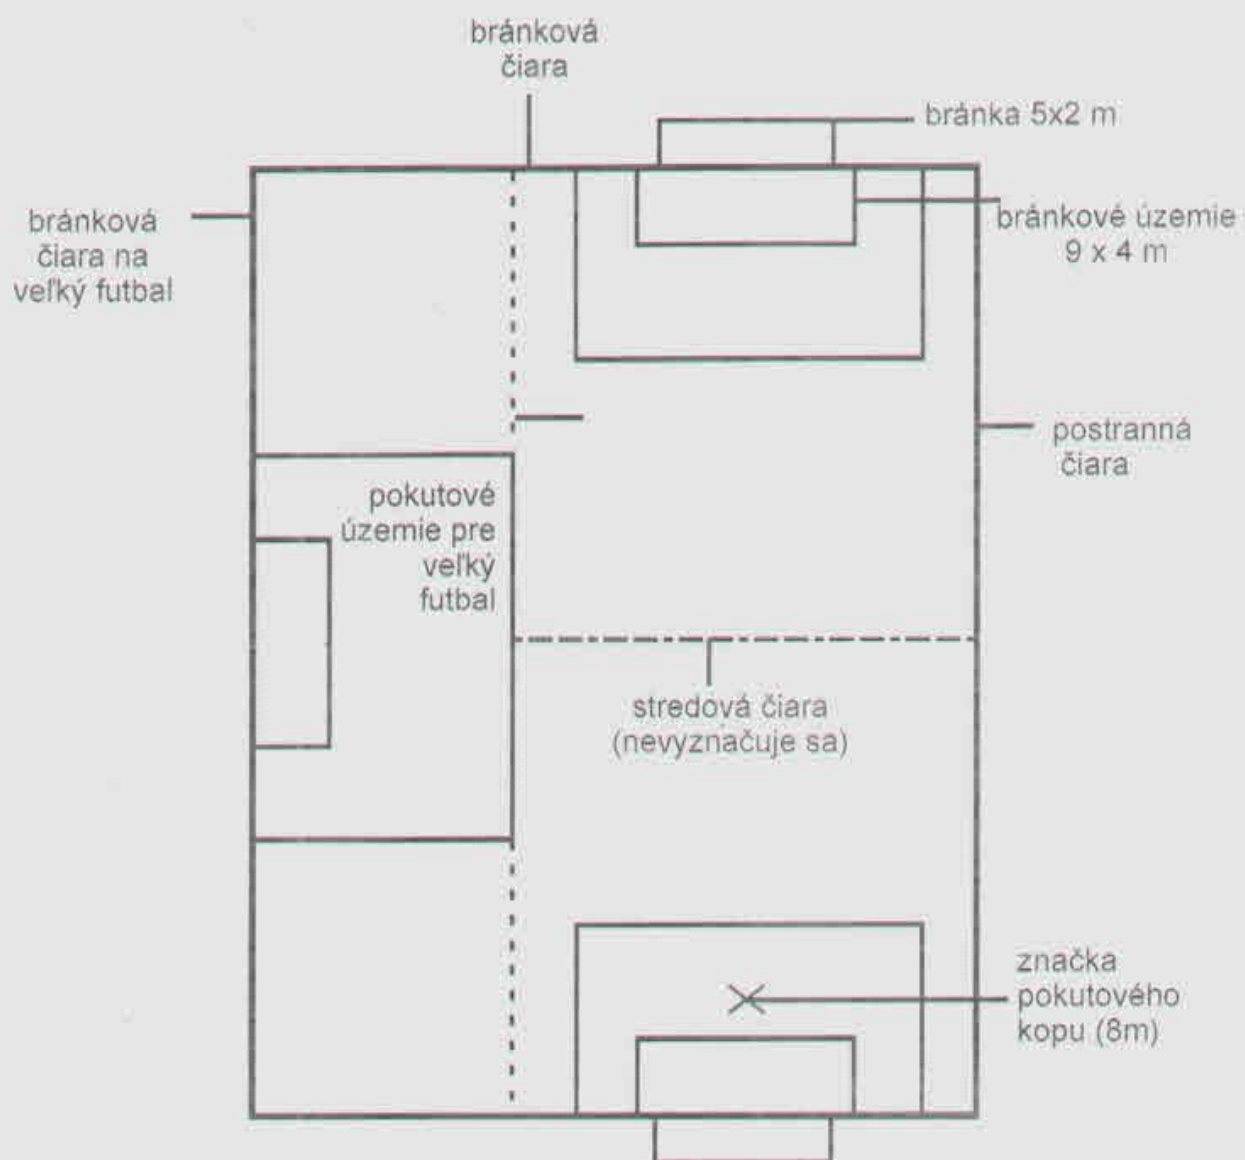 bránková
čiara
bránka 5x2 m
bránková
čiara na
veľký futbal
bránkové územie
9 x 4 m
postranná
čiara
pokutové
územie pre
veľký
futbal
stredová čiara
(nevyznačuje sa)
značka
pokutového
kopu (8m)